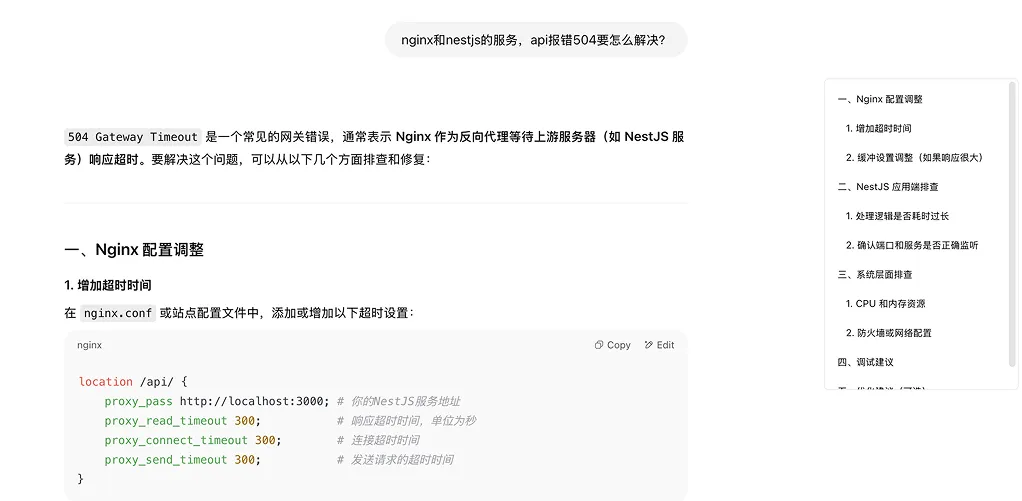 nginx和nestjs的服务，api报错504要怎么解决?
504 Gateway Timeout 是一个常见的网关错误，通常表示 Nginx 作为反向代理等待上游服务器（如 NestJS 服
务）响应超时。要解决这个问题，可以从以下几个方面排查和修复：
一、Nginx 配置调整
1. 增加超时时间
在 nginx.conf 或站点配置文件中，添加或增加以下超时设置：
nginx
Copy
Edit
location /api/ {
proxy_pass http://localhost:3000; # 你的NestJS服务地址
proxy_read_timeout 300; # 响应超时时间，单位为秒
proxy_connect_timeout 300; # 连接超时时间
proxy_send_timeout 300; # 发送请求的超时时间
}
一、Nginx 配置调整
1. 增加超时时间
2. 缓冲设置调整（如果响应很大）
二、NestJS 应用端排查
1. 处理逻辑是否耗时过长
2. 确认端口和服务是否正确监听
三、系统层面排查
1. CPU 和内存资源
2. 防火墙或网络配置
四、调试建议